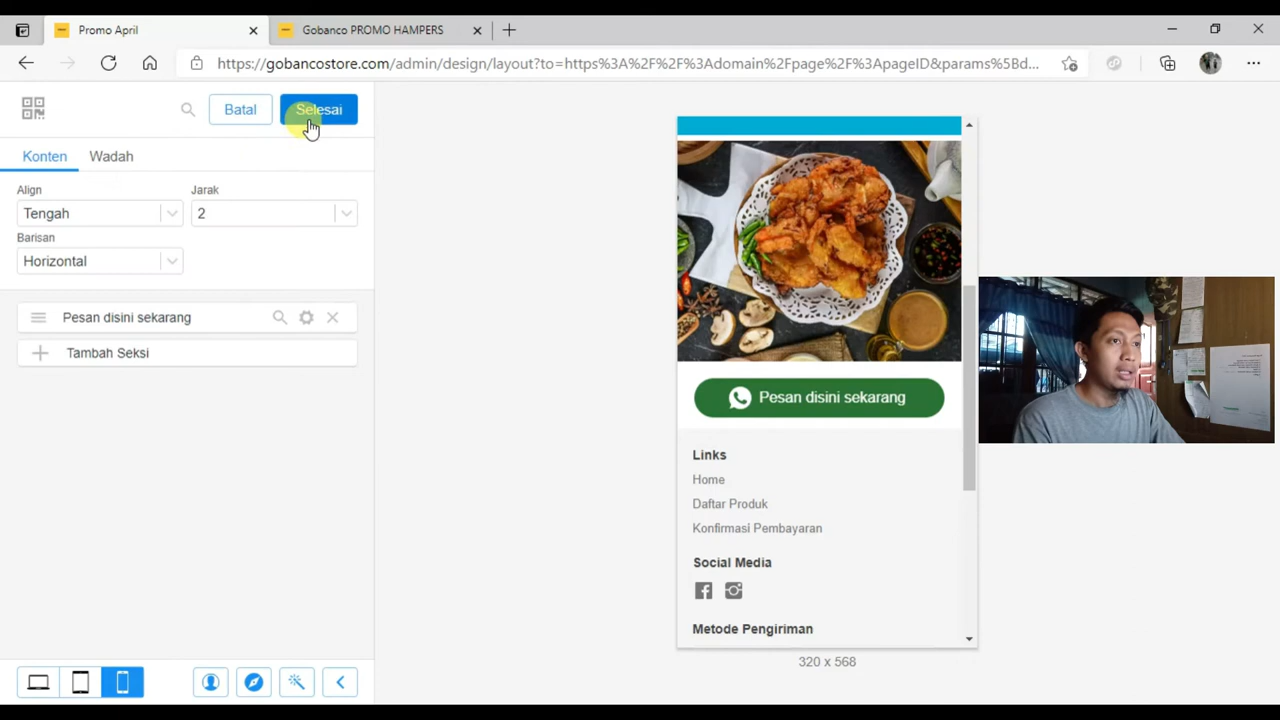 Promo April
Gobanco PROMO HAMPERS
https://gobancostore.com/admin/design/layout?to=https%3A%2F%2F%3Adomain%2Fpage%2F%3ApageID&params%5Bd...
Batal
Selesai
Konten
Wadah
Align
Jarak
Tengah
2
Barisan
Horizontal
Pesan disini sekarang
Tambah Seksi
Pesan disini sekarang
Links
Home
Daftar Produk
Konfirmasi Pembayaran
Social Media
Metode Pengiriman
320 x 568